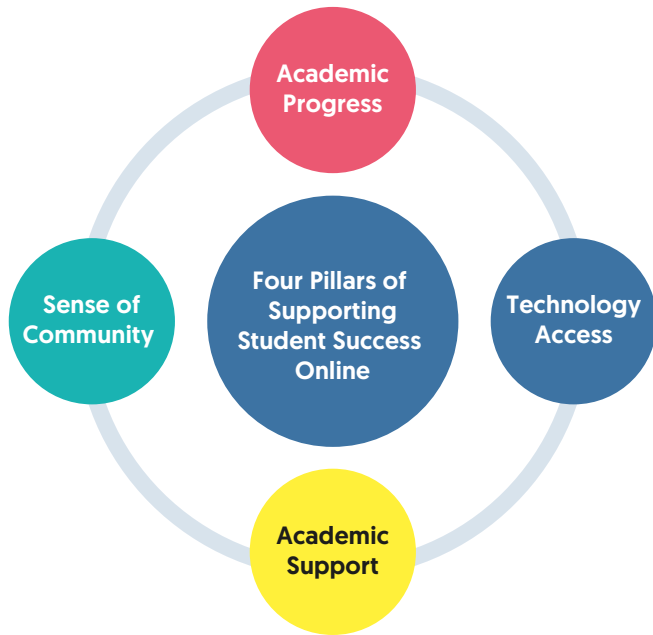 Academic
Progress
Sense of
Community
Four Pillars of
Supporting
Student Success
Online
Technology
Access
Academic
Support